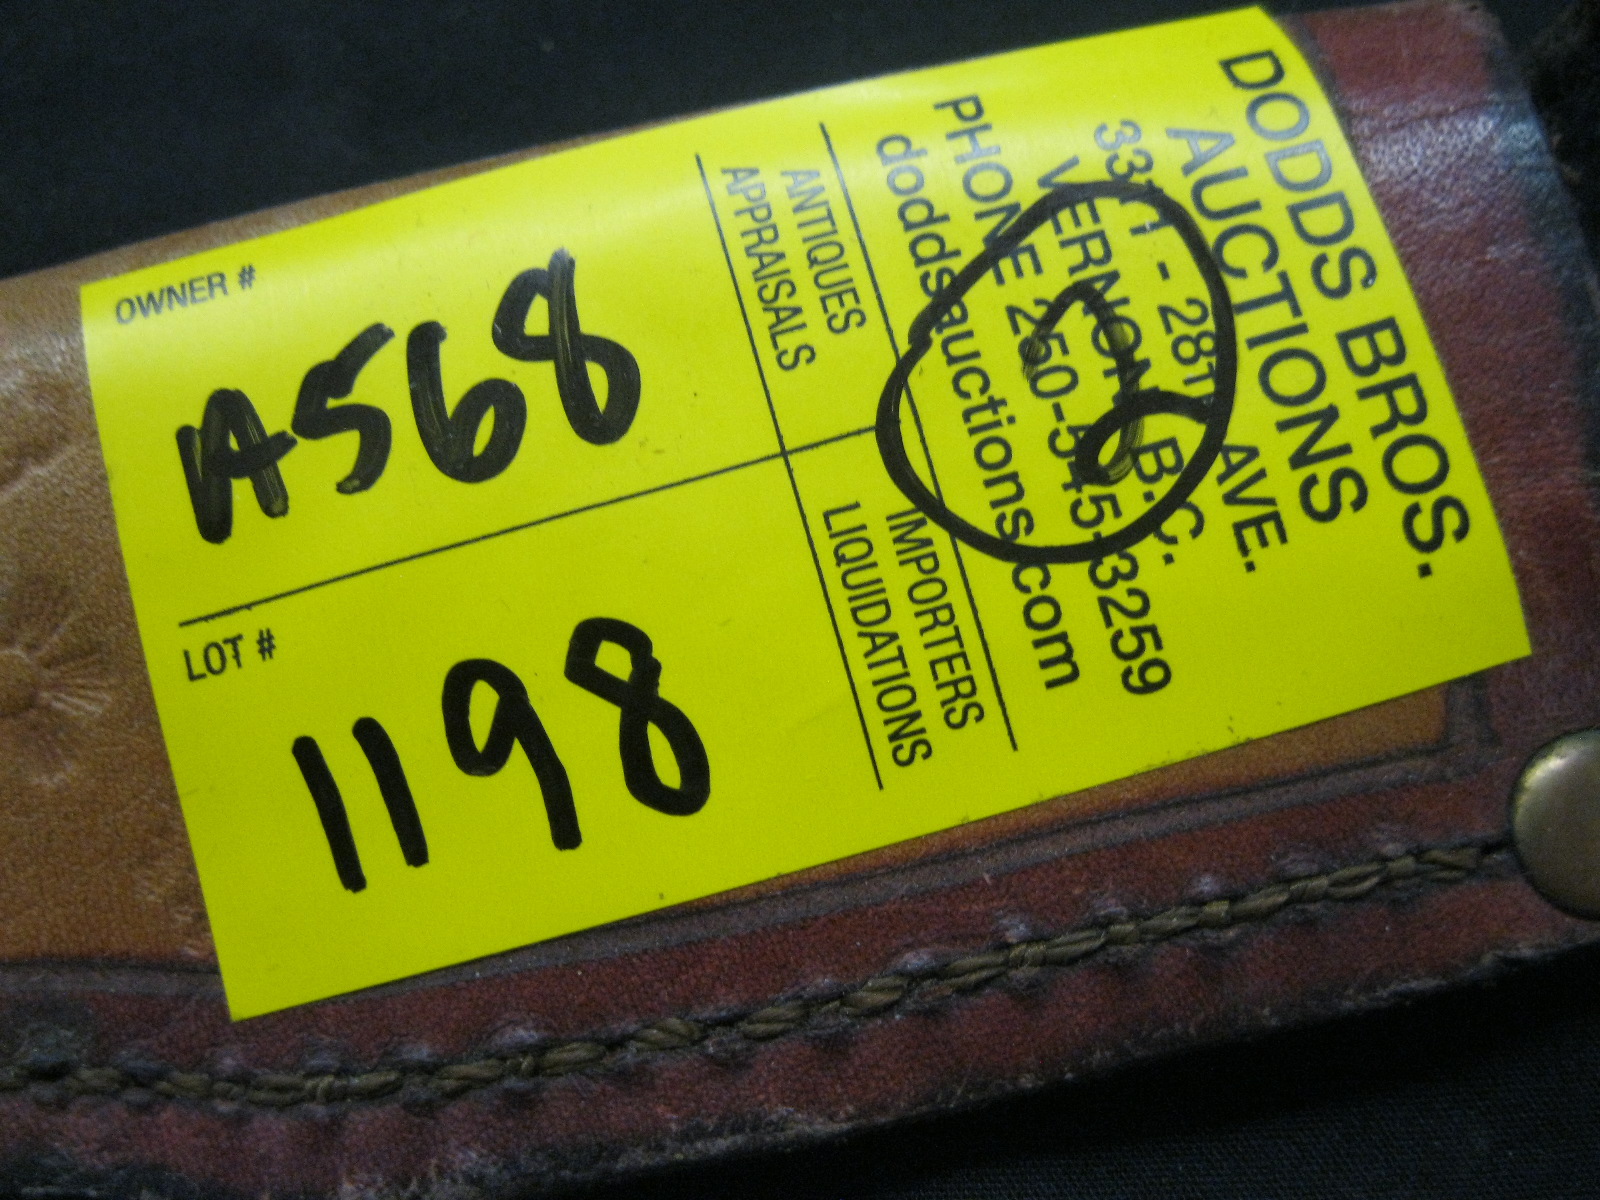 DODDS BROS.
AUCTIONS
3311 - 28TH AVE.
VERNON B.C.
PHONE 250-545-3259
doddsauctions.com
ANTIQUES IMPORTERS
APPRAISALS LIQUIDATIONS
OWNER #
A568
LOT #
1198